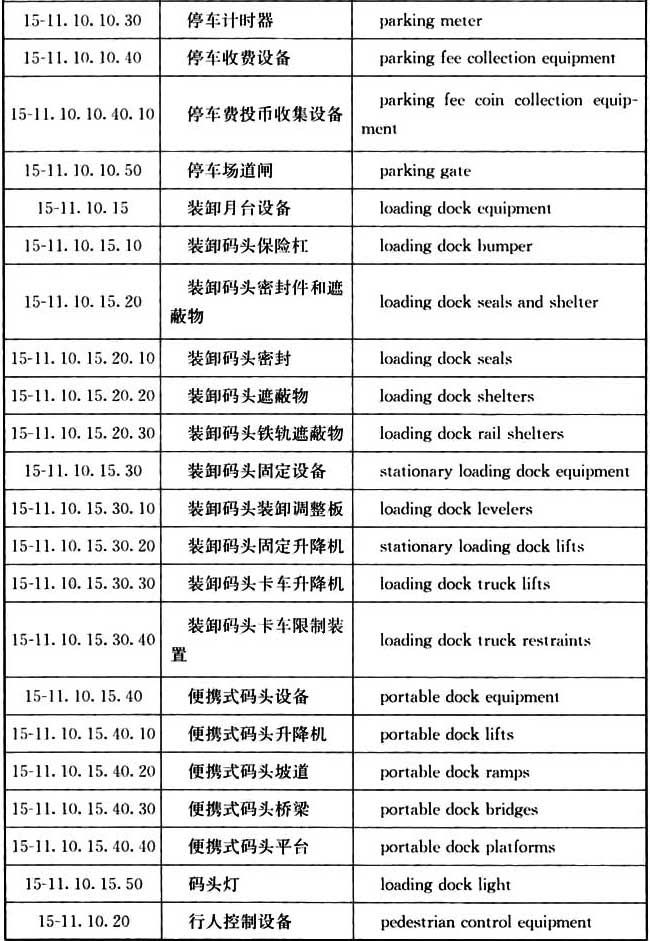 15-11. 10. 10. 30 停车计时器 parking meter
15-11. 10. 10. 40 停车收费设备 parking fee collection equipment
15-11. 10. 10. 40. 10 停车费投币收集设备 parking fee coin collection equip-
ment
15-11. 10. 10. 50 停车场道闸 parking gate
15-11. 10. 15 装卸月台设备 loading dock equipment
15-11. 10. 15. 10 装卸码头保险杠 loading dock bumper
15-11. 10. 15. 20 装卸码头密封件和遮
蔽物 loading dock seals and shelter
15-11. 10. 15. 20. 10 装卸码头密封 loading dock seals
15-11. 10. 15. 20. 20 装卸码头遮蔽物 loading dock shelters
15-11. 10. 15. 20. 30 装卸码头铁轨遮蔽物 loading dock rail shelters
15-11. 10. 15. 30 装卸码头固定设备 stationary loading dock equipment
15-11. 10. 15. 30. 10 装卸码头装卸调整板 loading dock levelers
15-11. 10. 15. 30. 20 装卸码头固定升降机 stationary loading dock lifts
15-11. 10. 15. 30. 30 装卸码头卡车升降机 loading dock truck lifts
15-11. 10. 15. 30. 40 装卸码头卡车限制装
置 loading dock truck restraints
15-11. 10. 15. 40 便携式码头设备 portable dock equipment
15-11. 10. 15. 40. 10 便携式码头升降机 portable dock lifts
15-11. 10. 15. 40. 20 便携式码头坡道 portable dock ramps
15-11. 10. 15. 40. 30 便携式码头桥梁 portable dock bridges
15-11. 10. 15. 40. 40 便携式码头平台 portable dock platforms
15-11. 10. 15. 50 码头灯 loading dock light
15-11. 10. 20 行人控制设备 pedestrian control equipment